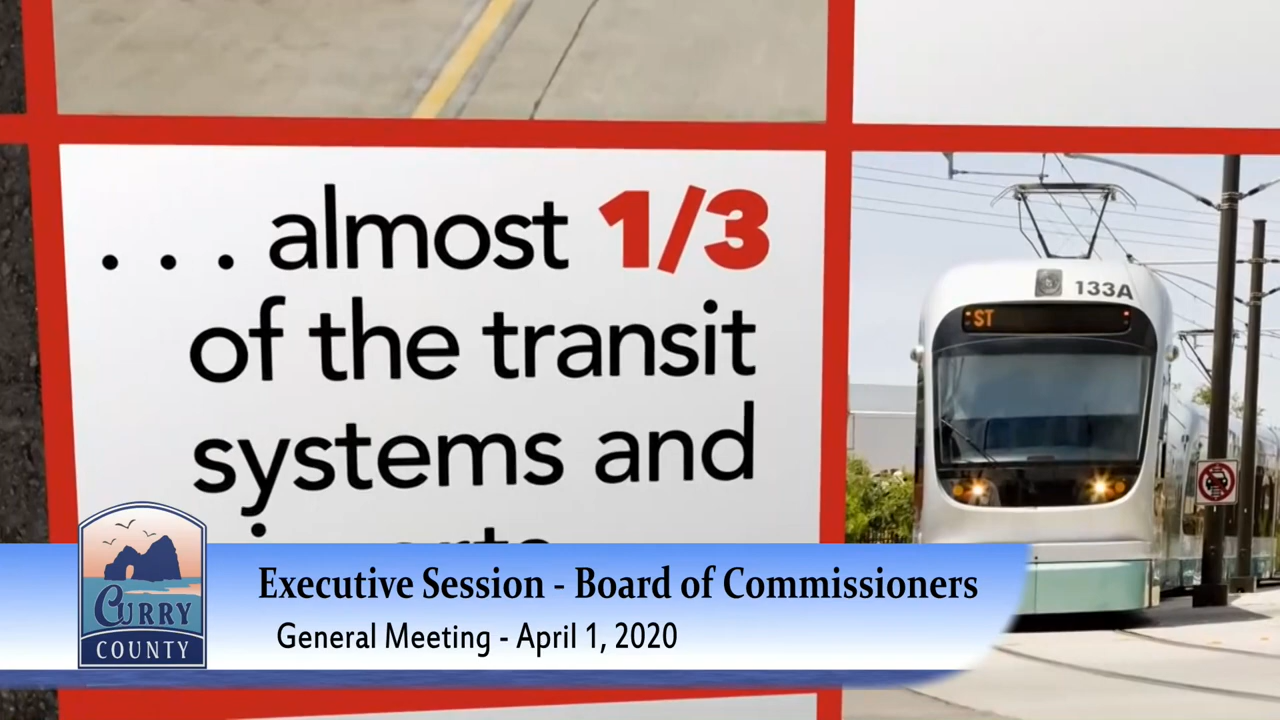 . . . almost 1/3
of the transit
systems and
133A
ST
CURRY
COUNTY
Executive Session - Board of Commissioners
General Meeting - April 1, 2020